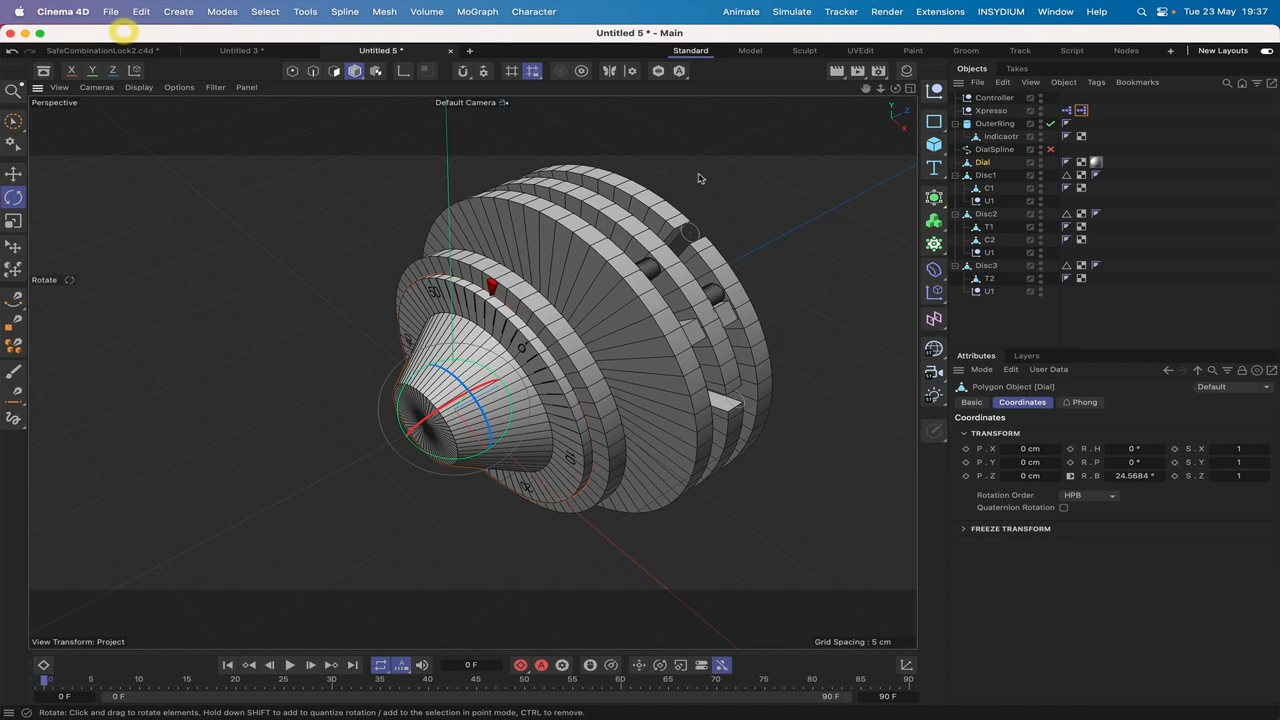 Cinema 4D File Edit Create Modes Select Tools Spline Mesh Volume MoGraph Character Animate Simulate Tracker Render Extensions INSYDIUM Window Help Tue 23 May 19:37
Untitled 5 * - Main
SafeCombinationLock2.c4d * Untitled 3 * Untitled 5 * Standard Model Sculpt UVEdit Paint Groom Track Script Nodes New Layouts
X Y Z
View Cameras Display Options Filter Panel
Perspective
Default Camera
Y
Z
X
Rotate
50
0
10
View Transform: Project
Grid Spacing : 5 cm
Objects Takes
File Edit View Object Tags Bookmarks
Controller
Xpresso
OuterRing
Indicaotr
DialSpline
Dial
Disc1
C1
U1
Disc2
T1
C2
U1
Disc3
T2
U1
Attributes Layers
Mode Edit User Data
Polygon Object [Dial] Default
Basic Coordinates Phong
Coordinates
TRANSFORM
P . X 0 cm R . H 0 ° S . X 1
P . Y 0 cm R . P 0 ° S . Y 1
P . Z 0 cm R . B 24.5684 ° S . Z 1
Rotation Order HPB
Quaternion Rotation
FREEZE TRANSFORM
0 F
0 5 10 15 20 25 30 35 40 45 50 55 60 65 70 75 80 85 90
0 F 0 F 90 F 90 F
Rotate: Click and drag to rotate elements. Hold down SHIFT to add to quantize rotation / add to the selection in point mode, CTRL to remove.